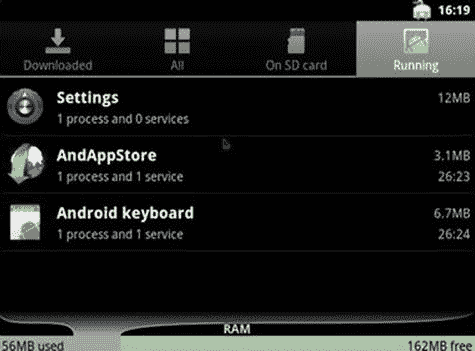 16:19
Downloaded All On SD card Running
Settings 12MB
1 process and 0 services
AndAppStore 3.1MB
1 process and 1 service 26:23
Android keyboard 6.7MB
1 process and 1 service 26:24
RAM
56MB used 162MB free